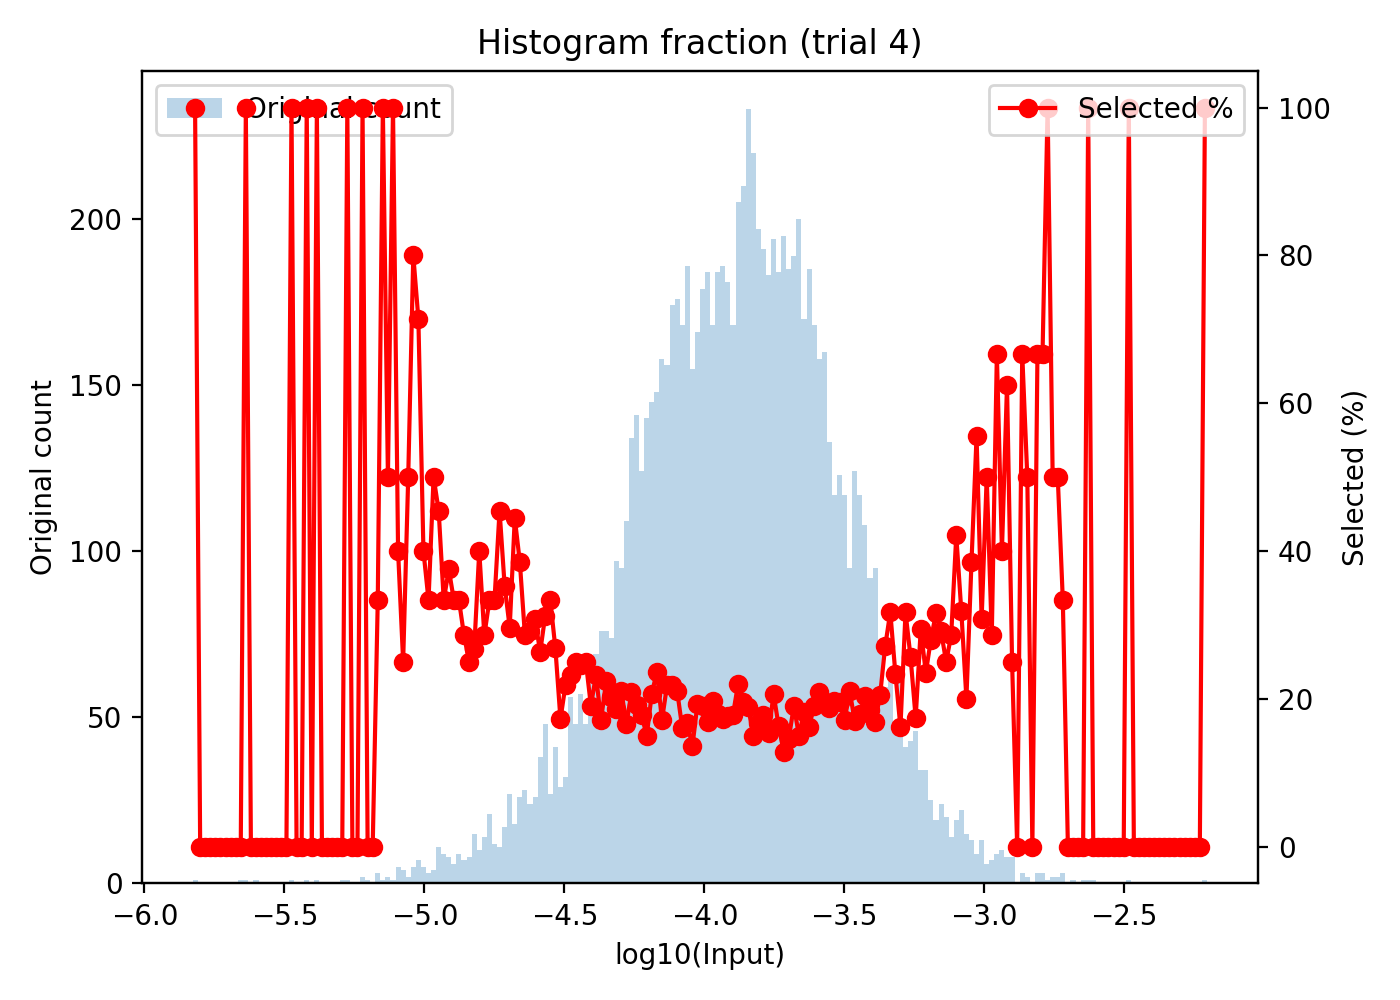 Histogram fraction (trial 4)
Original count
Selected %
200
150
100
50
0
Original count
100
80
60
40
20
0
Selected (%)
−6.0 −5.5 −5.0 −4.5 −4.0 −3.5 −3.0 −2.5
log10(Input)